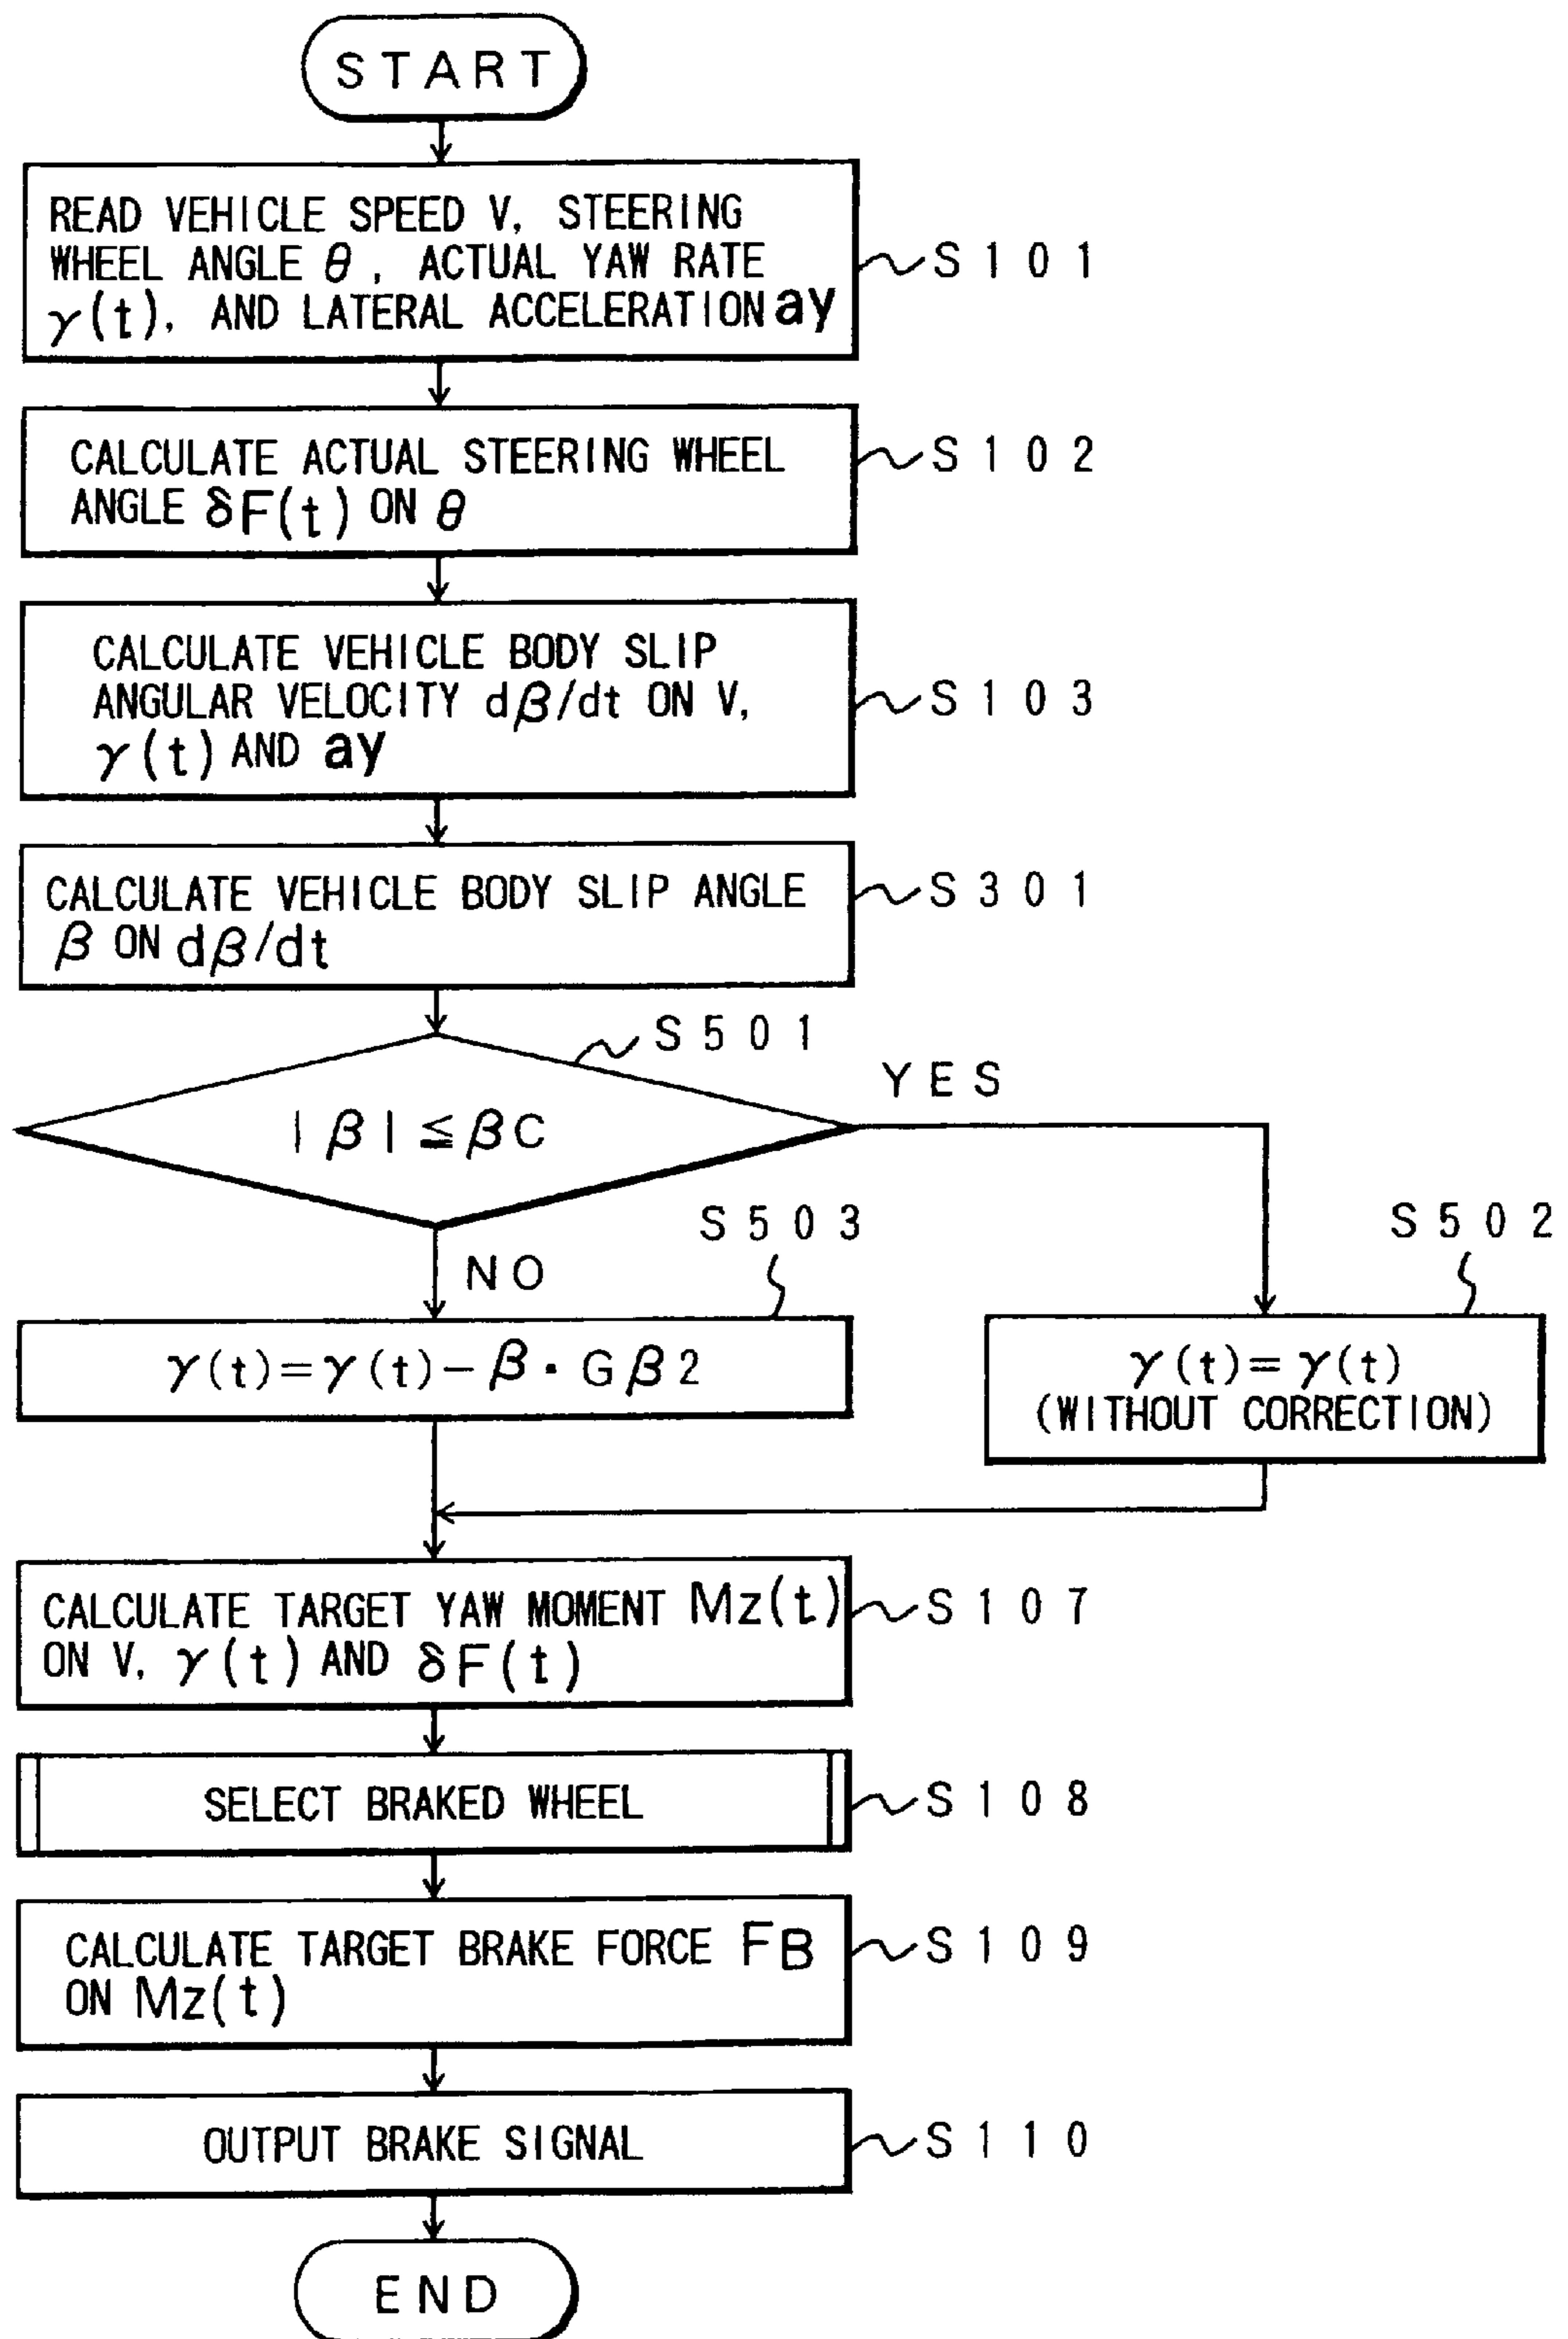 START
READ VEHICLE SPEED V, STEERING
WHEEL ANGLE θ, ACTUAL YAW RATE
γ(t), AND LATERAL ACCELERATION ay
S101
CALCULATE ACTUAL STEERING WHEEL
ANGLE δF(t) ON θ
S102
CALCULATE VEHICLE BODY SLIP
ANGULAR VELOCITY dβ/dt ON V,
γ(t) AND ay
S103
CALCULATE VEHICLE BODY SLIP ANGLE
β ON dβ/dt
S301
S501
|β|≦βC
YES
NO
S503
γ(t)=γ(t)-β・Gβ2
S502
γ(t)=γ(t)
(WITHOUT CORRECTION)
CALCULATE TARGET YAW MOMENT Mz(t)
ON V, γ(t) AND δF(t)
S107
SELECT BRAKED WHEEL
S108
CALCULATE TARGET BRAKE FORCE FB
ON Mz(t)
S109
OUTPUT BRAKE SIGNAL
S110
END